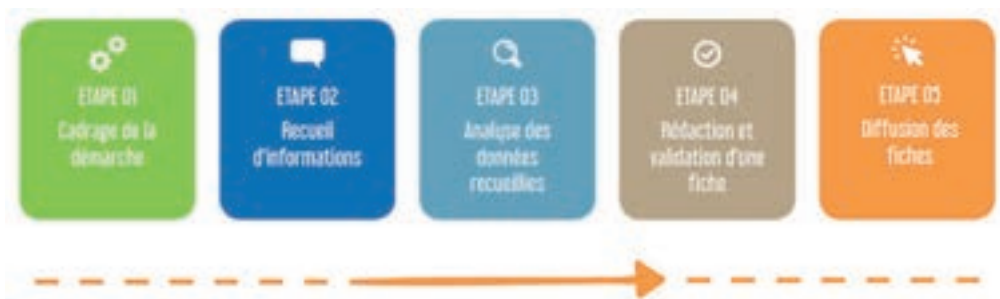 ETAPE 01
Cadrage de la
démarche
ETAPE 02
Recueil
d'informations
ETAPE 03
Analyse des
données
recueillies
ETAPE 04
Rédaction et
validation d'une
fiche
ETAPE 05
Diffusion des
fiches